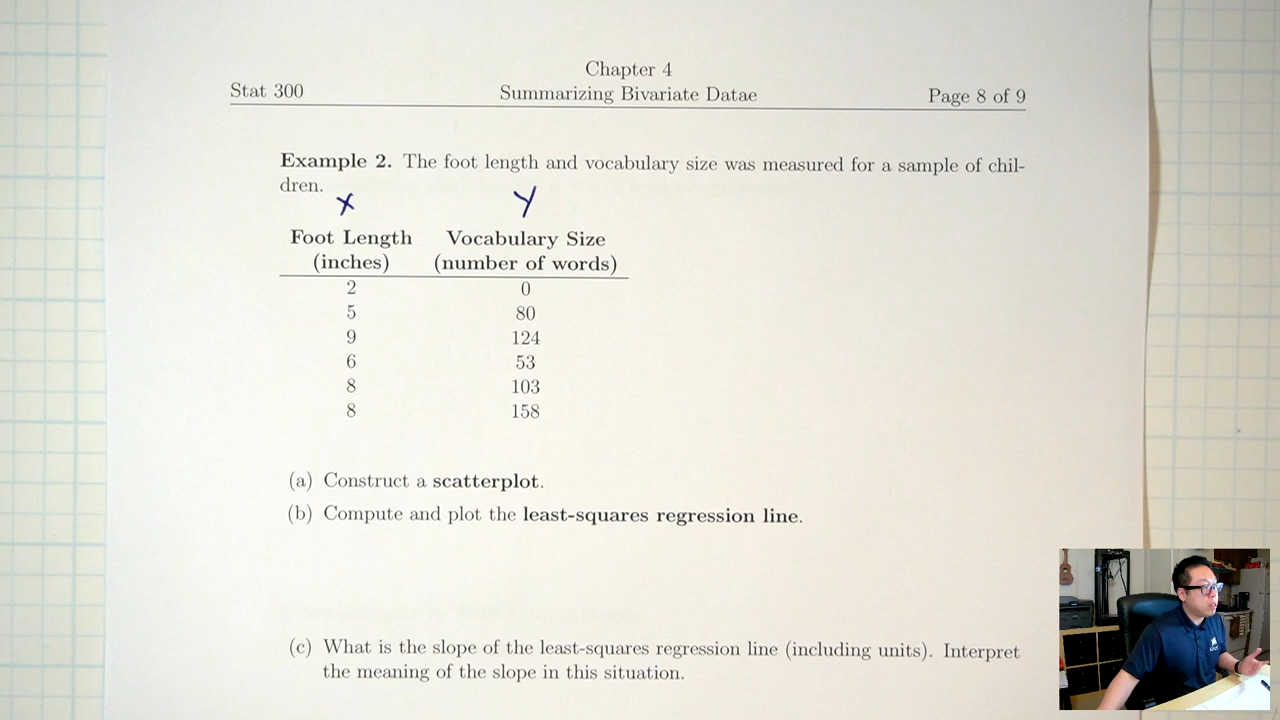 Chapter 4
Stat 300 Summarizing Bivariate Datae Page 8 of 9
Example 2. The foot length and vocabulary size was measured for a sample of chil-
dren.
X Y
Foot Length Vocabulary Size
(inches) (number of words)
2 0
5 80
9 124
6 53
8 103
8 158
(a) Construct a scatterplot.
(b) Compute and plot the least-squares regression line.
(c) What is the slope of the least-squares regression line (including units). Interpret
the meaning of the slope in this situation.